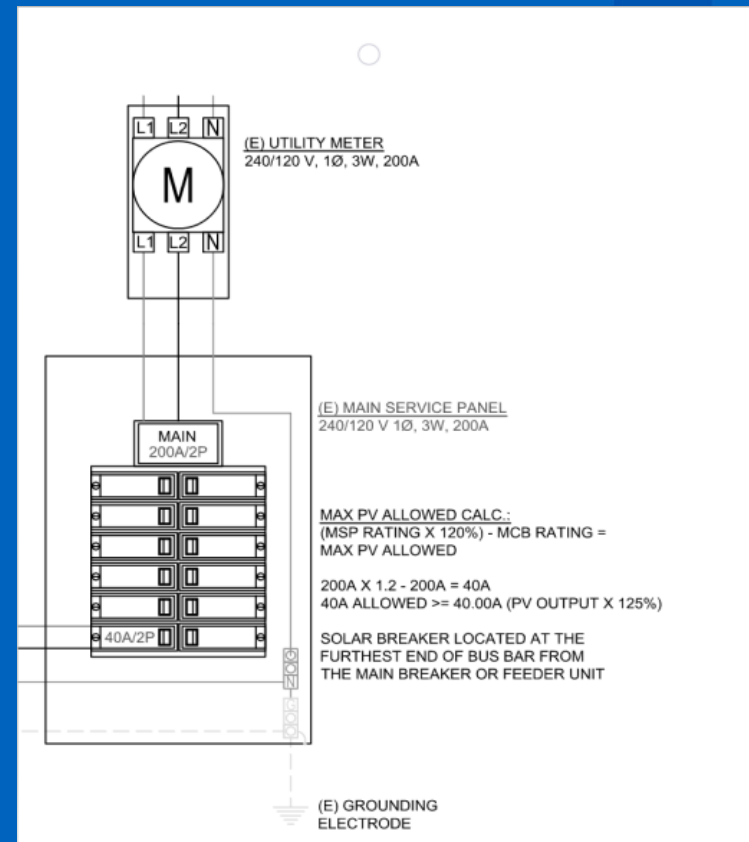 L1 L2 N
(E) UTILITY METER
240/120 V, 1Ø, 3W, 200A
M
L1 L2 N
(E) MAIN SERVICE PANEL
240/120 V 1Ø, 3W, 200A
MAIN
200A/2P
MAX PV ALLOWED CALC.:
(MSP RATING X 120%) - MCB RATING =
MAX PV ALLOWED
200A X 1.2 - 200A = 40A
40A ALLOWED >= 40.00A (PV OUTPUT X 125%)
40A/2P
SOLAR BREAKER LOCATED AT THE
FURTHEST END OF BUS BAR FROM
THE MAIN BREAKER OR FEEDER UNIT
N
G
(E) GROUNDING
ELECTRODE